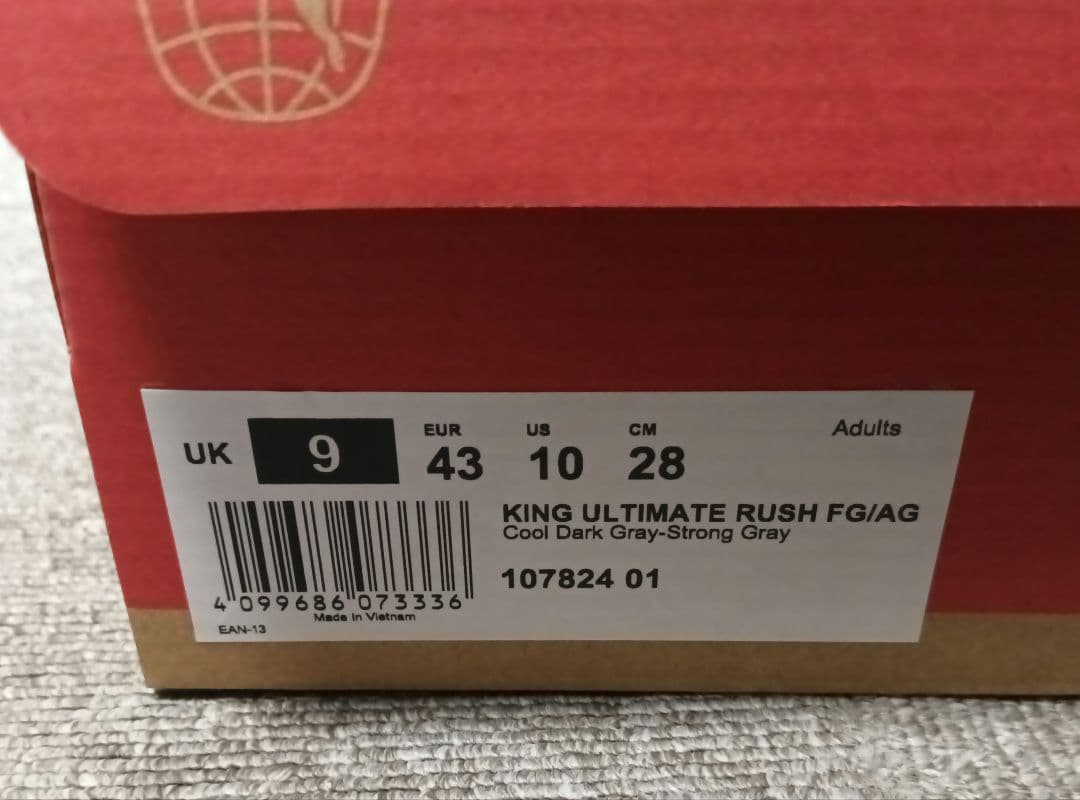 UK 9
EUR 43
US 10
CM 28
Adults
KING ULTIMATE RUSH FG/AG
Cool Dark Gray-Strong Gray
107824 01
4 099686 073336
Made in Vietnam
EAN-13